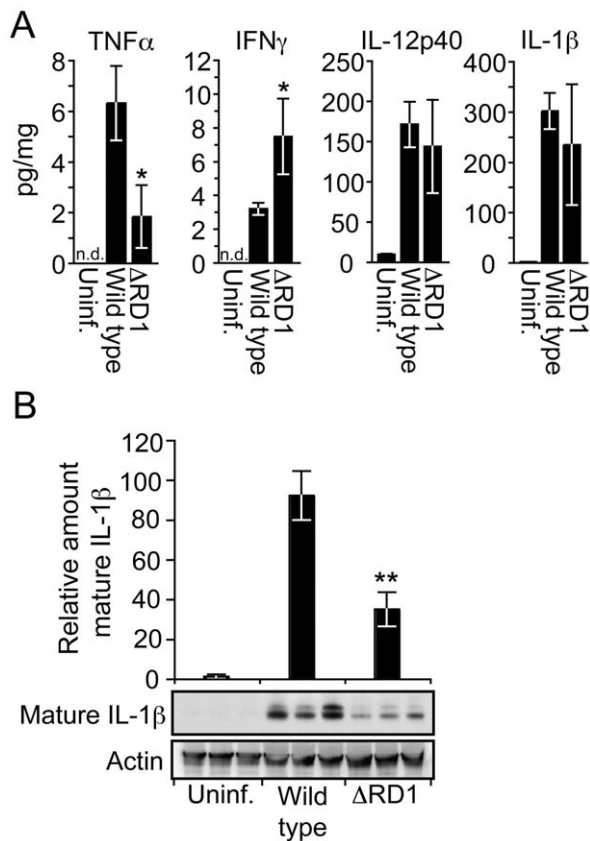 A
TNFα
IFNγ
IL-12p40
IL-1β
pg/mg
8
6
4
2
0
n.d.
Uninf.
Wild type
ΔRD1
*
12
10
8
6
4
2
0
n.d.
Uninf.
Wild type
ΔRD1
*
250
200
150
100
50
0
Uninf.
Wild type
ΔRD1
500
400
300
200
100
0
Uninf.
Wild type
ΔRD1
B
Relative amount
mature IL-1β
120
100
80
60
40
20
0
**
Mature IL-1β
Actin
Uninf.
Wild
type
ΔRD1